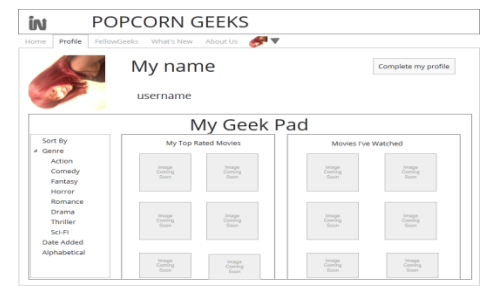 in POPCORN GEEKS
Home Profile FellowGeeks What's New About Us
My name
Complete my profile
username
My Geek Pad
Sort By
Genre
Action
Comedy
Fantasy
Horror
Romance
Drama
Thriller
Sci-Fi
Date Added
Alphabetical
My Top Rated Movies
Image Coming Soon
Image Coming Soon
Image Coming Soon
Image Coming Soon
Image Coming Soon
Image Coming Soon
Movies I've Watched
Image Coming Soon
Image Coming Soon
Image Coming Soon
Image Coming Soon
Image Coming Soon
Image Coming Soon